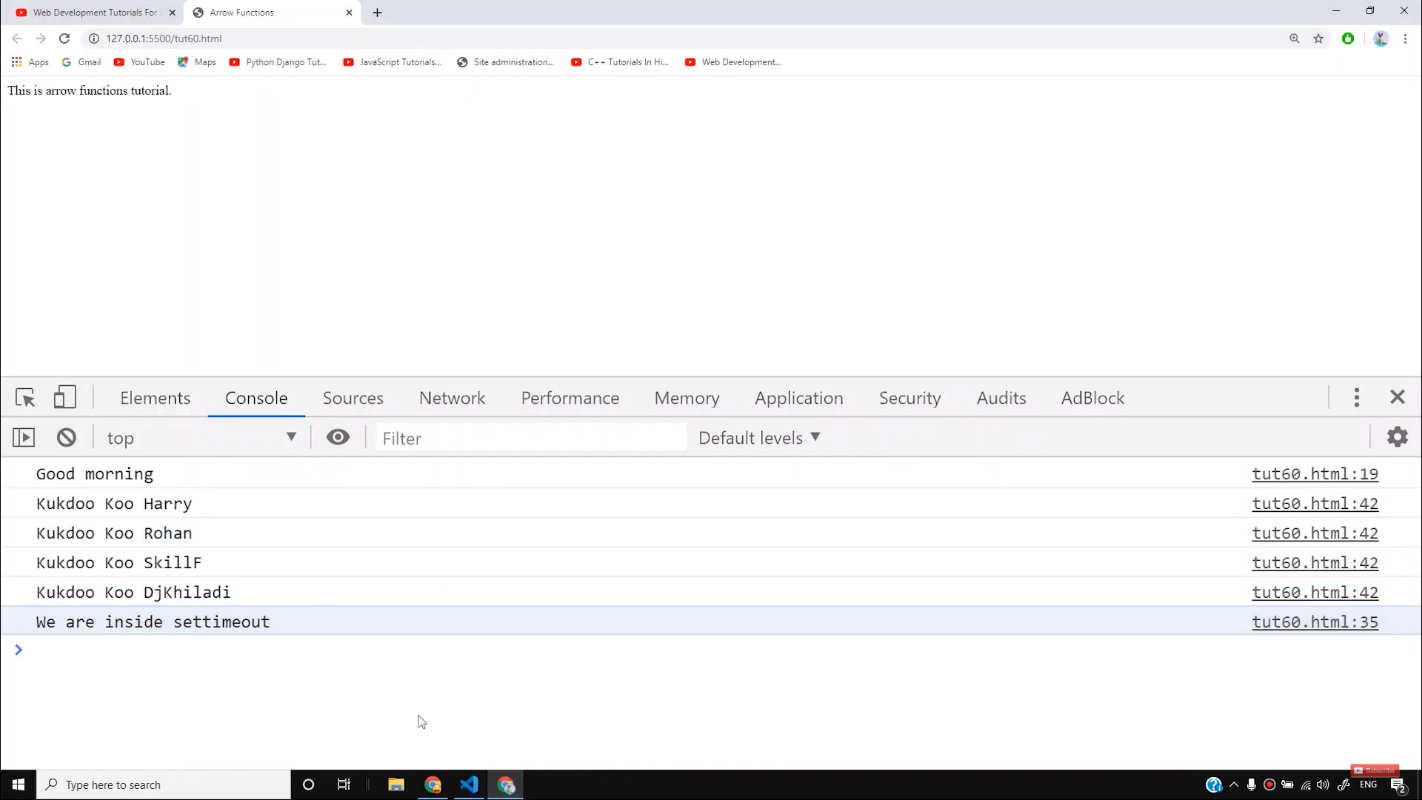 Web Development Tutorials For
Arrow Functions
127.0.0.1:5500/tut60.html
Apps
Gmail
YouTube
Maps
Python Django Tut...
JavaScript Tutorials...
Site administration...
C++ Tutorials In Hi...
Web Development...
This is arrow functions tutorial.
Elements
Console
Sources
Network
Performance
Memory
Application
Security
Audits
AdBlock
top
Filter
Default levels
Good morning tut60.html:19
Kukdoo Koo Harry tut60.html:42
Kukdoo Koo Rohan tut60.html:42
Kukdoo Koo SkillF tut60.html:42
Kukdoo Koo DjKhiladi tut60.html:42
We are inside settimeout tut60.html:35
Subscribe
Type here to search
ENG
2